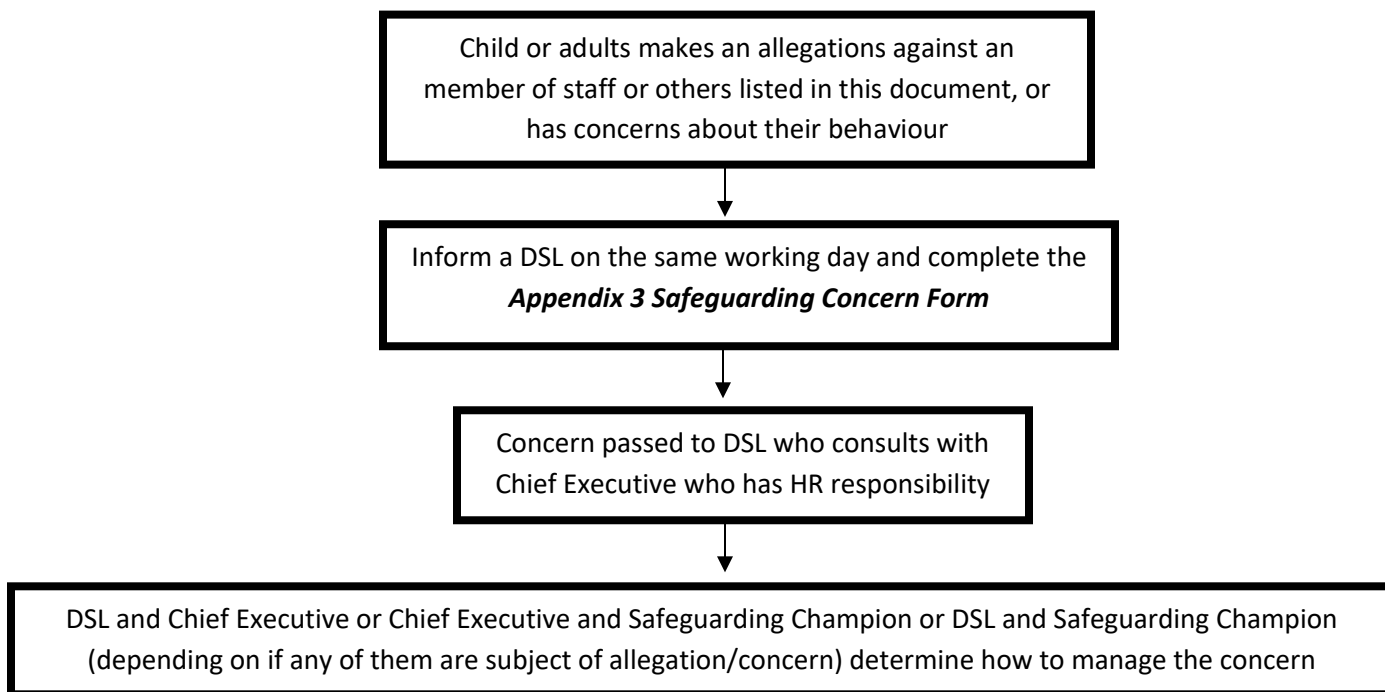 Child or adults makes an allegations against an
member of staff or others listed in this document, or
has concerns about their behaviour
Inform a DSL on the same working day and complete the
Appendix 3 Safeguarding Concern Form
Concern passed to DSL who consults with
Chief Executive who has HR responsibility
DSL and Chief Executive or Chief Executive and Safeguarding Champion or DSL and Safeguarding Champion
(depending on if any of them are subject of allegation/concern) determine how to manage the concern